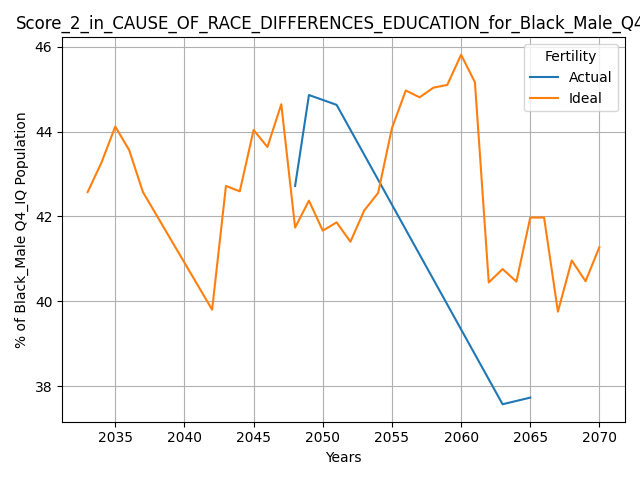 Score_2_in_CAUSE_OF_RACE_DIFFERENCES_EDUCATION_for_Black_Male_Q4
46
44
42
40
38
% of Black_Male Q4_IQ Population
Fertility
Actual
Ideal
2035 2040 2045 2050 2055 2060 2065 2070
Years